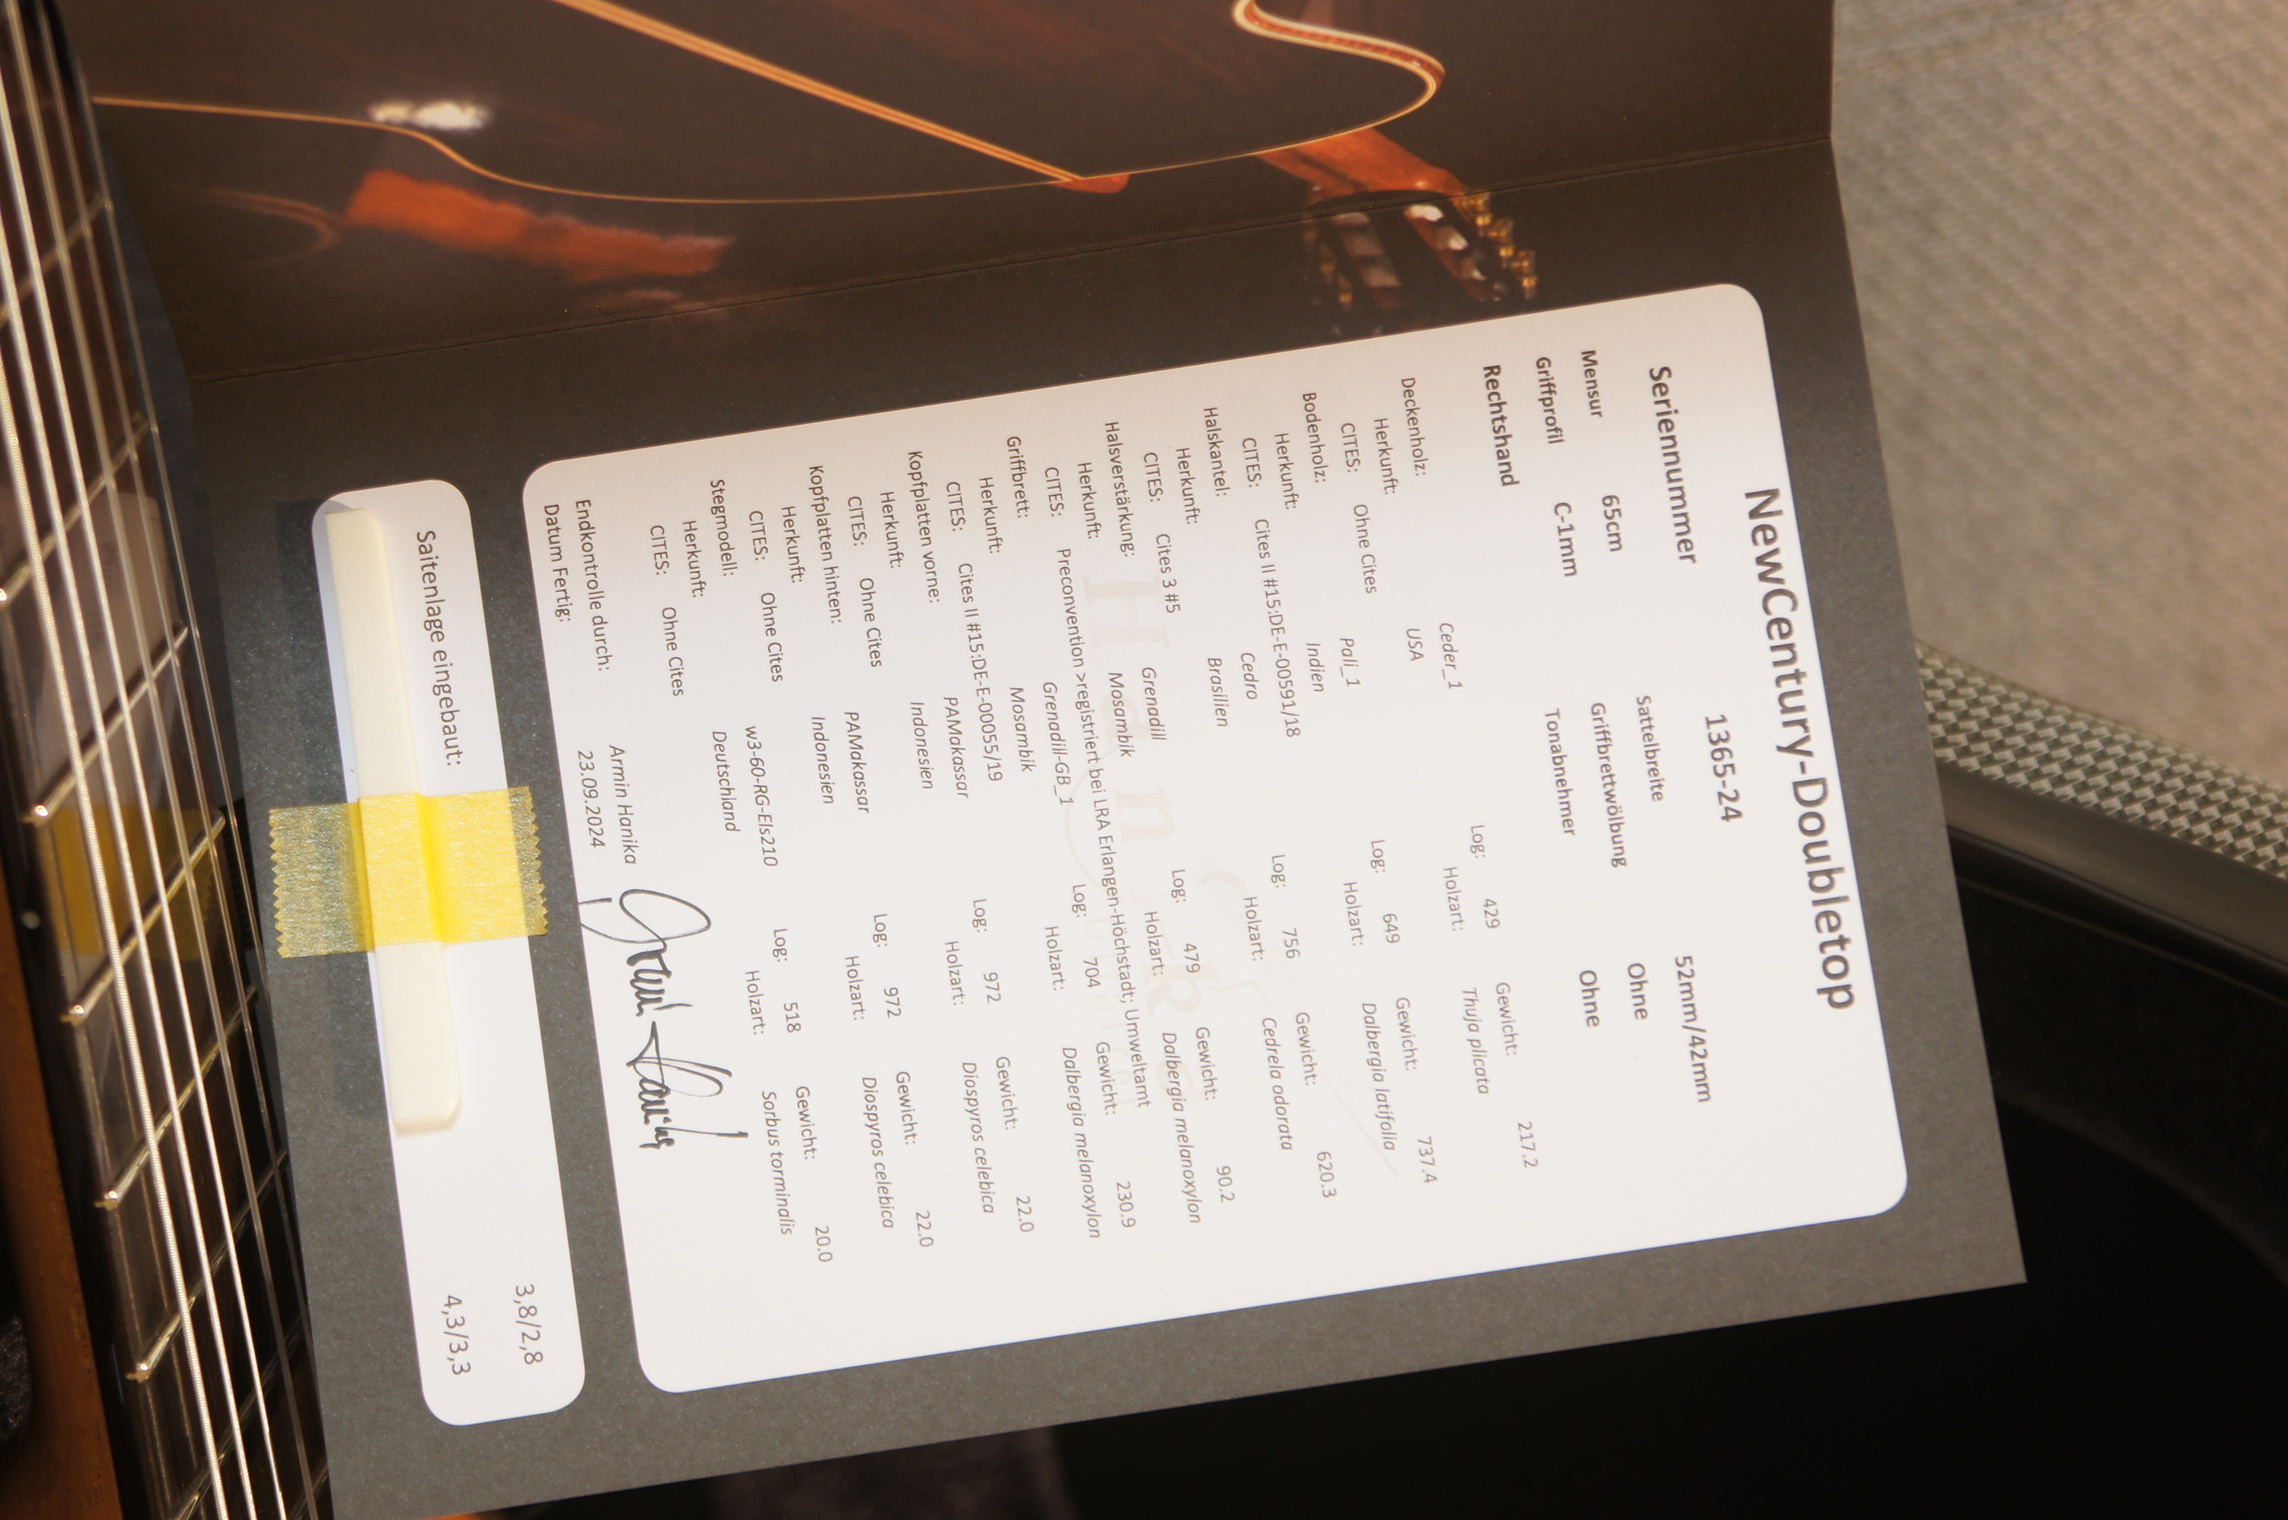 NewCentury-Doubletop
Seriennummer 1365-24
Mensur 65cm Sattelbreite 52mm/42mm
Griffprofil C-1mm Griffbrettwölbung Ohne
Rechtshand Tonabnehmer Ohne
Deckenholz: Ceder_1 Log: 429 Gewicht: 217.2
Herkunft: USA Holzart: Thuja plicata
CITES: Ohne Cites
Bodenholz: Pali_1 Log: 649 Gewicht: 737.4
Herkunft: Indien Holzart: Dalbergia latifolia
CITES: Cites II #15:DE-E-00591/18
Halskantel: Cedro Log: 756 Gewicht: 620.3
Herkunft: Brasilien Holzart: Cedrela odorata
CITES: Cites 3 #5
Halsverstärkung: Grenadill Log: 479 Gewicht: 90.2
Herkunft: Mosambik Holzart: Dalbergia melanoxylon
CITES: Preconvention >registriert bei LRA Erlangen-Höchstadt; Umweltamt
Griffbrett: Grenadill-GB_1 Log: 704 Gewicht: 230.9
Herkunft: Mosambik Holzart: Dalbergia melanoxylon
CITES: Cites II #15:DE-E-00055/19
Kopfplatten vorne: PAMakassar Log: 972 Gewicht: 22.0
Herkunft: Indonesien Holzart: Diospyros celebica
CITES: Ohne Cites
Kopfplatten hinten: PAMakassar Log: 972 Gewicht: 22.0
Herkunft: Indonesien Holzart: Diospyros celebica
CITES: Ohne Cites
Stegmodell: w3-60-RG-Els210 Log: 518 Gewicht: 20.0
Herkunft: Deutschland Holzart: Sorbus torminalis
CITES: Ohne Cites
Endkontrolle durch: Armin Hanika
Datum Fertig: 23.09.2024
Saitenlage eingebaut: 3,8/2,8
4,3/3,3